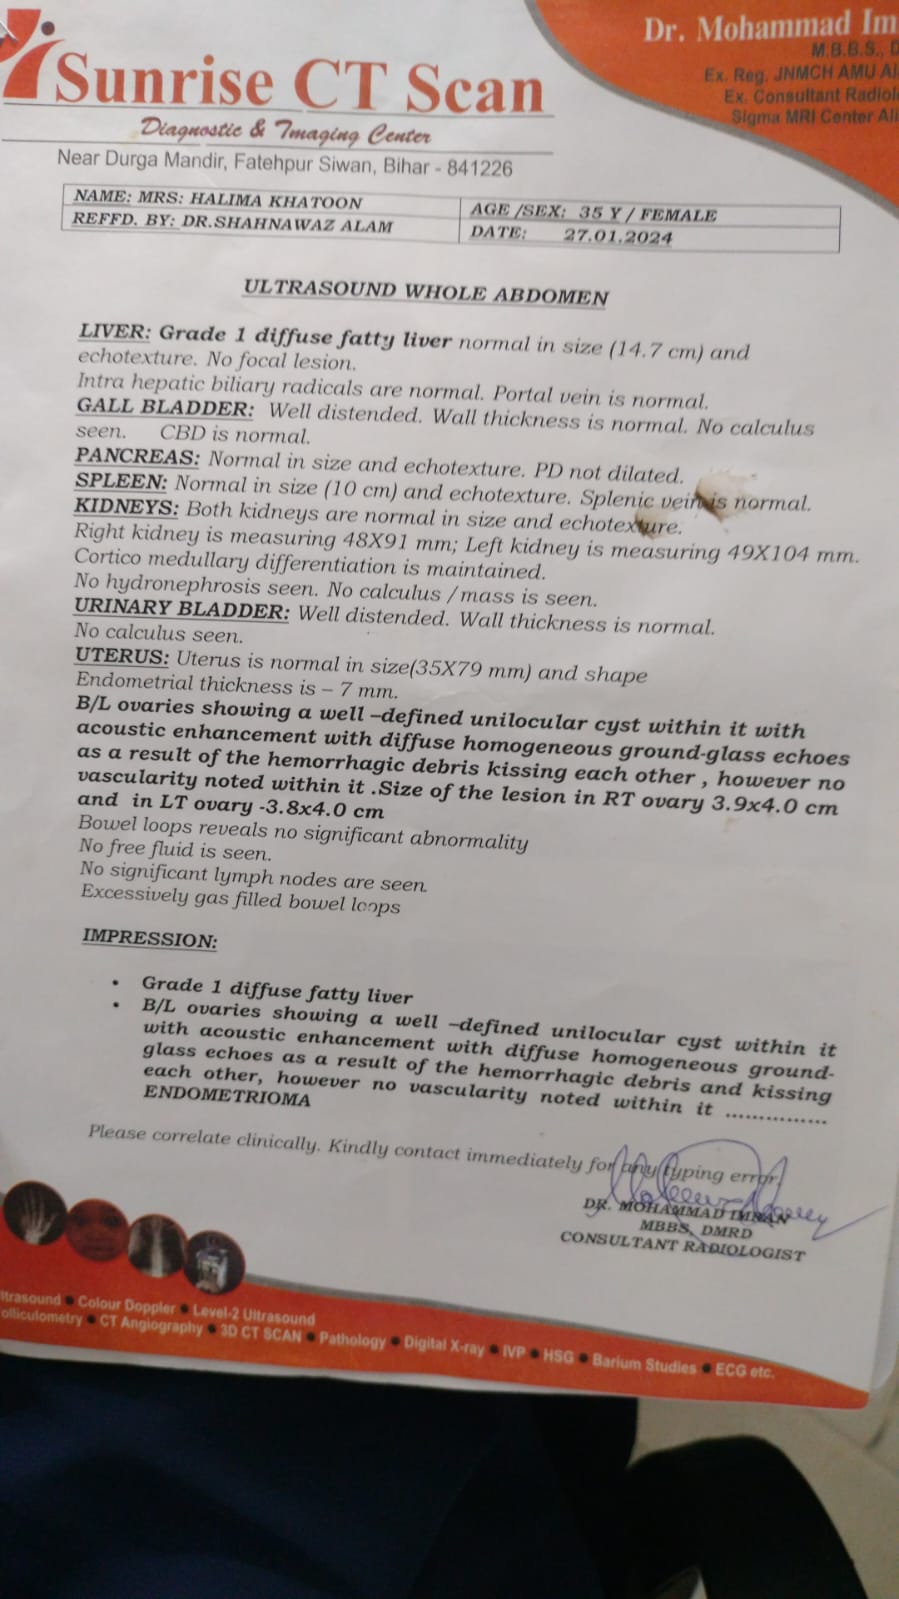 Dr. Mohammad Im
M.B.B.S., D
Ex. Reg. JNMCH AMU Al
Ex. Consultant Radiol
Sigma MRI Center Ali
Sunrise CT Scan
Diagnostic & Imaging Center
Near Durga Mandir, Fatehpur Siwan, Bihar - 841226
NAME: MRS: HALIMA KHATOON
AGE /SEX: 35 Y / FEMALE
REFFD. BY: DR.SHAHNAWAZ ALAM
DATE: 27.01.2024
ULTRASOUND WHOLE ABDOMEN
LIVER: Grade 1 diffuse fatty liver normal in size (14.7 cm) and
echotexture. No focal lesion.
Intra hepatic biliary radicals are normal. Portal vein is normal.
GALL BLADDER: Well distended. Wall thickness is normal. No calculus
seen. CBD is normal.
PANCREAS: Normal in size and echotexture. PD not dilated.
SPLEEN: Normal in size (10 cm) and echotexture. Splenic vein is normal.
KIDNEYS: Both kidneys are normal in size and echotexture.
Right kidney is measuring 48X91 mm; Left kidney is measuring 49X104 mm.
Cortico medullary differentiation is maintained.
No hydronephrosis seen. No calculus /mass is seen.
URINARY BLADDER: Well distended. Wall thickness is normal.
No calculus seen.
UTERUS: Uterus is normal in size(35X79 mm) and shape
Endometrial thickness is – 7 mm.
B/L ovaries showing a well –defined unilocular cyst within it with
acoustic enhancement with diffuse homogeneous ground-glass echoes
as a result of the hemorrhagic debris kissing each other , however no
vascularity noted within it .Size of the lesion in RT ovary 3.9x4.0 cm
and in LT ovary -3.8x4.0 cm
Bowel loops reveals no significant abnormality
No free fluid is seen.
No significant lymph nodes are seen.
Excessively gas filled bowel loops
IMPRESSION:
• Grade 1 diffuse fatty liver
• B/L ovaries showing a well –defined unilocular cyst within it
with acoustic enhancement with diffuse homogeneous ground-
glass echoes as a result of the hemorrhagic debris and kissing
each other, however no vascularity noted within it ...............
ENDOMETRIOMA
Please correlate clinically. Kindly contact immediately for any typing error.
DR. MOHAMMAD IMRAN
MBBS, DMRD
CONSULTANT RADIOLOGIST
ltrasound • Colour Doppler • Level-2 Ultrasound
olliculometry • CT Angiography • 3D CT SCAN • Pathology • Digital X-ray • IVP • HSG • Barium Studies • ECG etc.